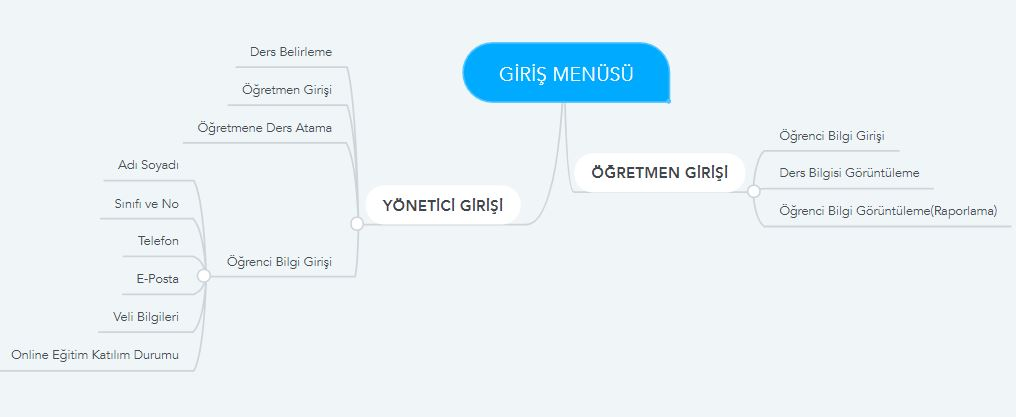 GİRİŞ MENÜSÜ
YÖNETİCİ GİRİŞİ
Ders Belirleme
Öğretmen Girişi
Öğretmene Ders Atama
Öğrenci Bilgi Girişi
Adı Soyadı
Sınıfı ve No
Telefon
E-Posta
Veli Bilgileri
Online Eğitim Katılım Durumu
ÖĞRETMEN GİRİŞİ
Öğrenci Bilgi Girişi
Ders Bilgisi Görüntüleme
Öğrenci Bilgi Görüntüleme(Raporlama)